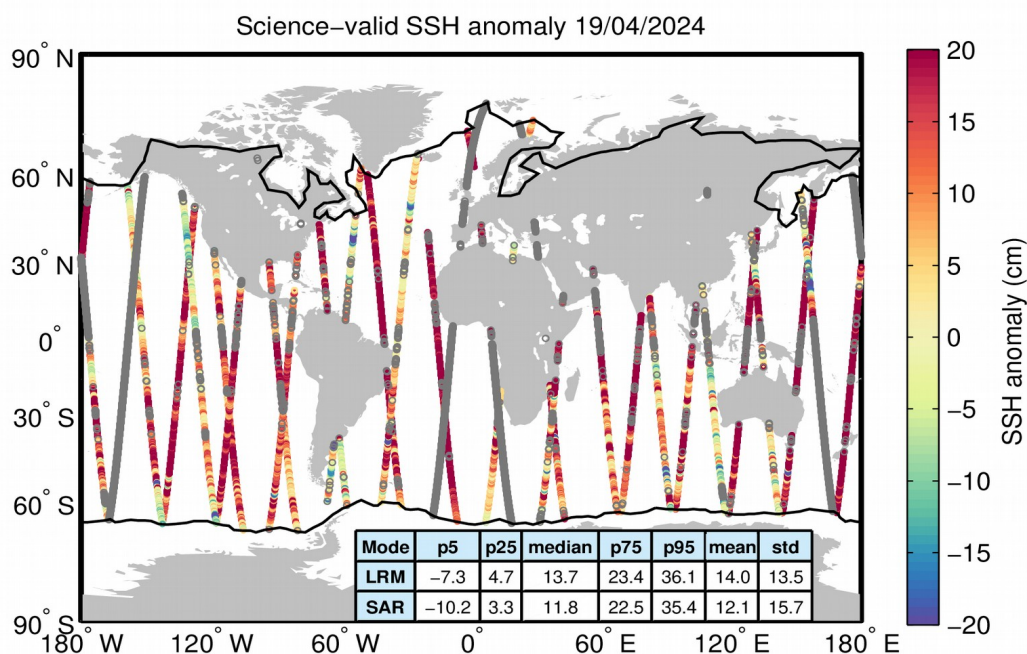 Science−valid SSH anomaly 19/04/2024
90° N
60° N
30° N
0°
30° S
60° S
90° S
180° W
120° W
60° W
0°
60° E
120° E
180° E
Mode p5 p25 median p75 p95 mean std
LRM −7.3 4.7 13.7 23.4 36.1 14.0 13.5
SAR −10.2 3.3 11.8 22.5 35.4 12.1 15.7
20
15
10
5
0
−5
−10
−15
−20
SSH anomaly (cm)